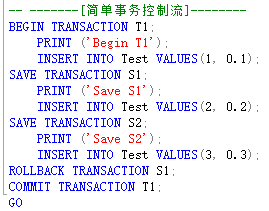 -- -------[简单事务控制流]--------
BEGIN TRANSACTION T1;
PRINT ('Begin T1');
INSERT INTO Test VALUES(1, 0.1);
SAVE TRANSACTION S1;
PRINT ('Save S1');
INSERT INTO Test VALUES(2, 0.2);
SAVE TRANSACTION S2;
PRINT ('Save S2');
INSERT INTO Test VALUES(3, 0.3);
ROLLBACK TRANSACTION S1;
COMMIT TRANSACTION T1;
GO